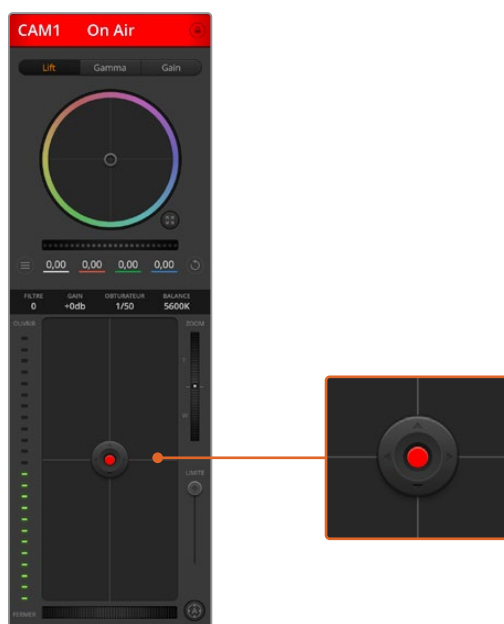 CAM1 On Air
Lift Gamma Gain
0,00 0,00 0,00 0,00
FILTRE GAIN OBTURATEUR BALANCE
0 +0db 1/50 5600K
OUVRIR ZOOM
T
W
LIMITE
FERMER A